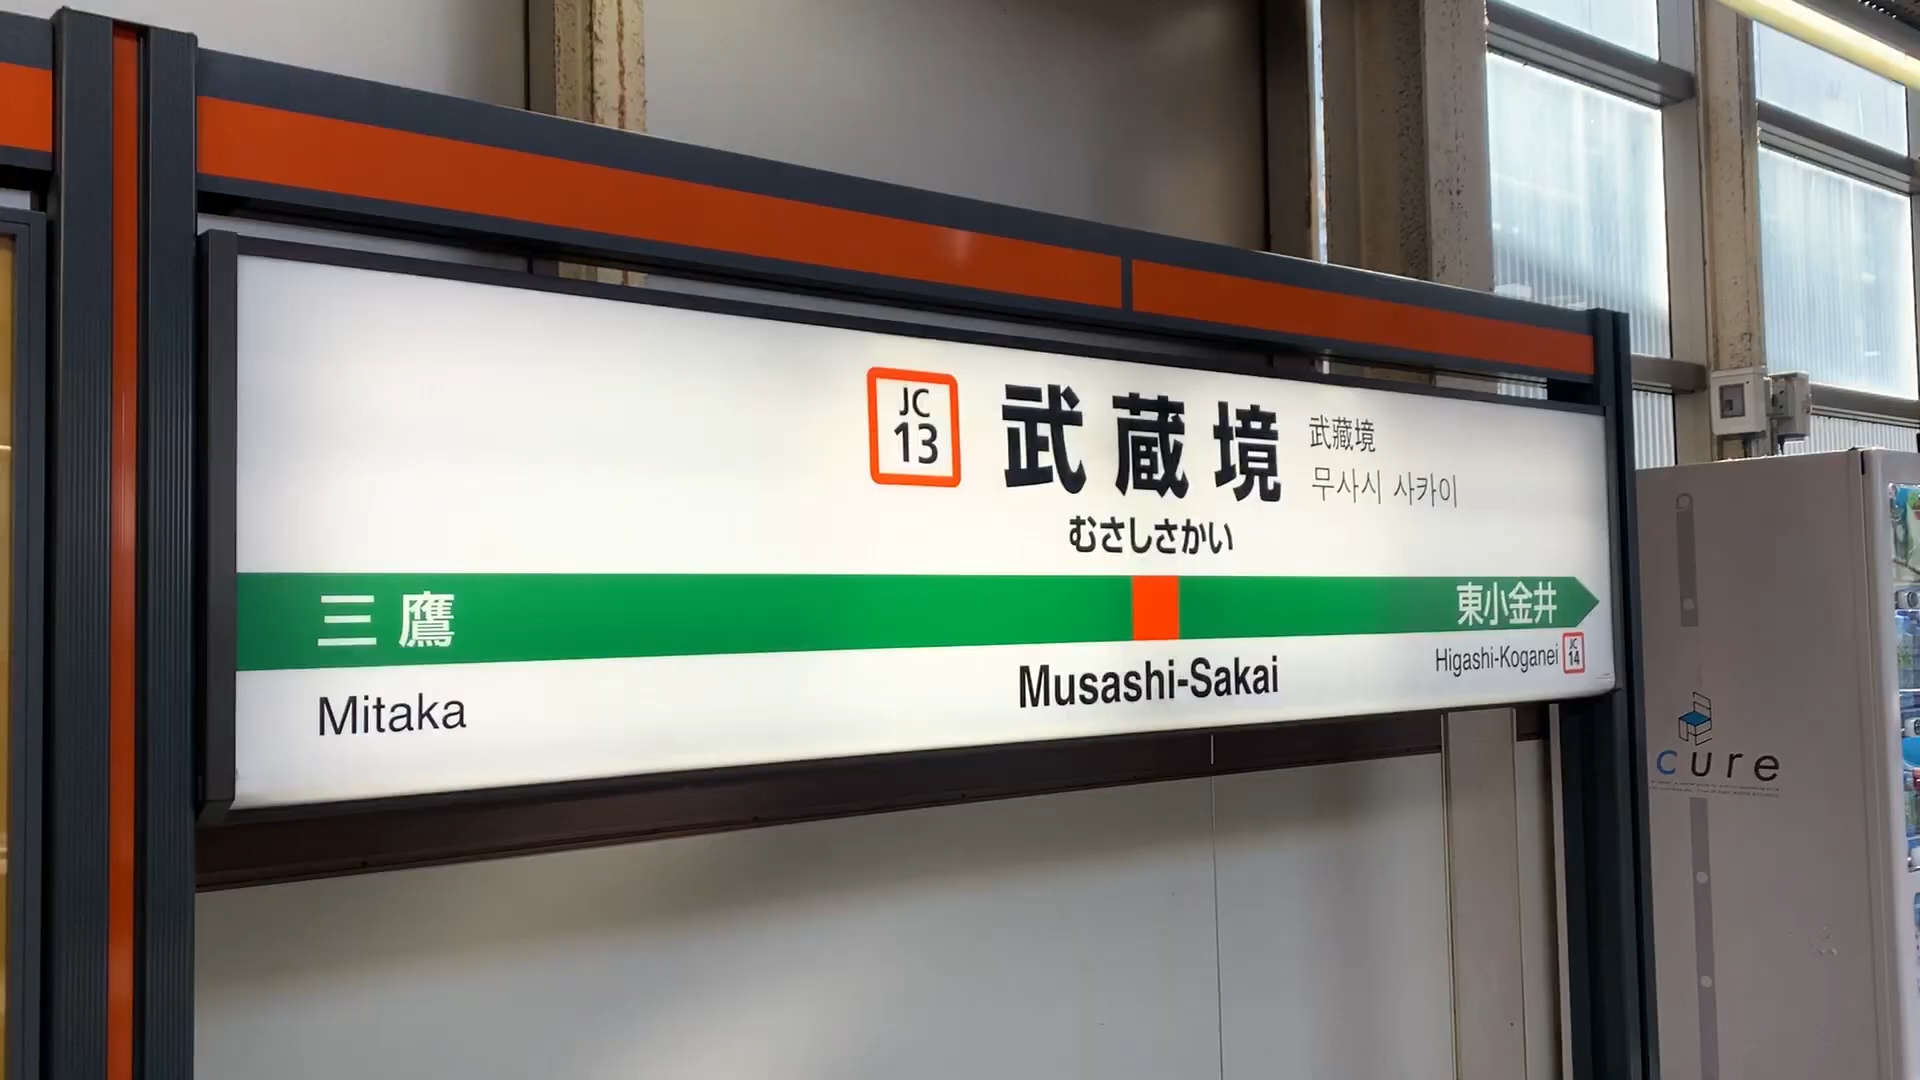 JC
13
武蔵境
武藏境
무사시 사카이
むさしさかい
三鷹
東小金井
Mitaka
Musashi-Sakai
Higashi-Koganei
JC
14
cure